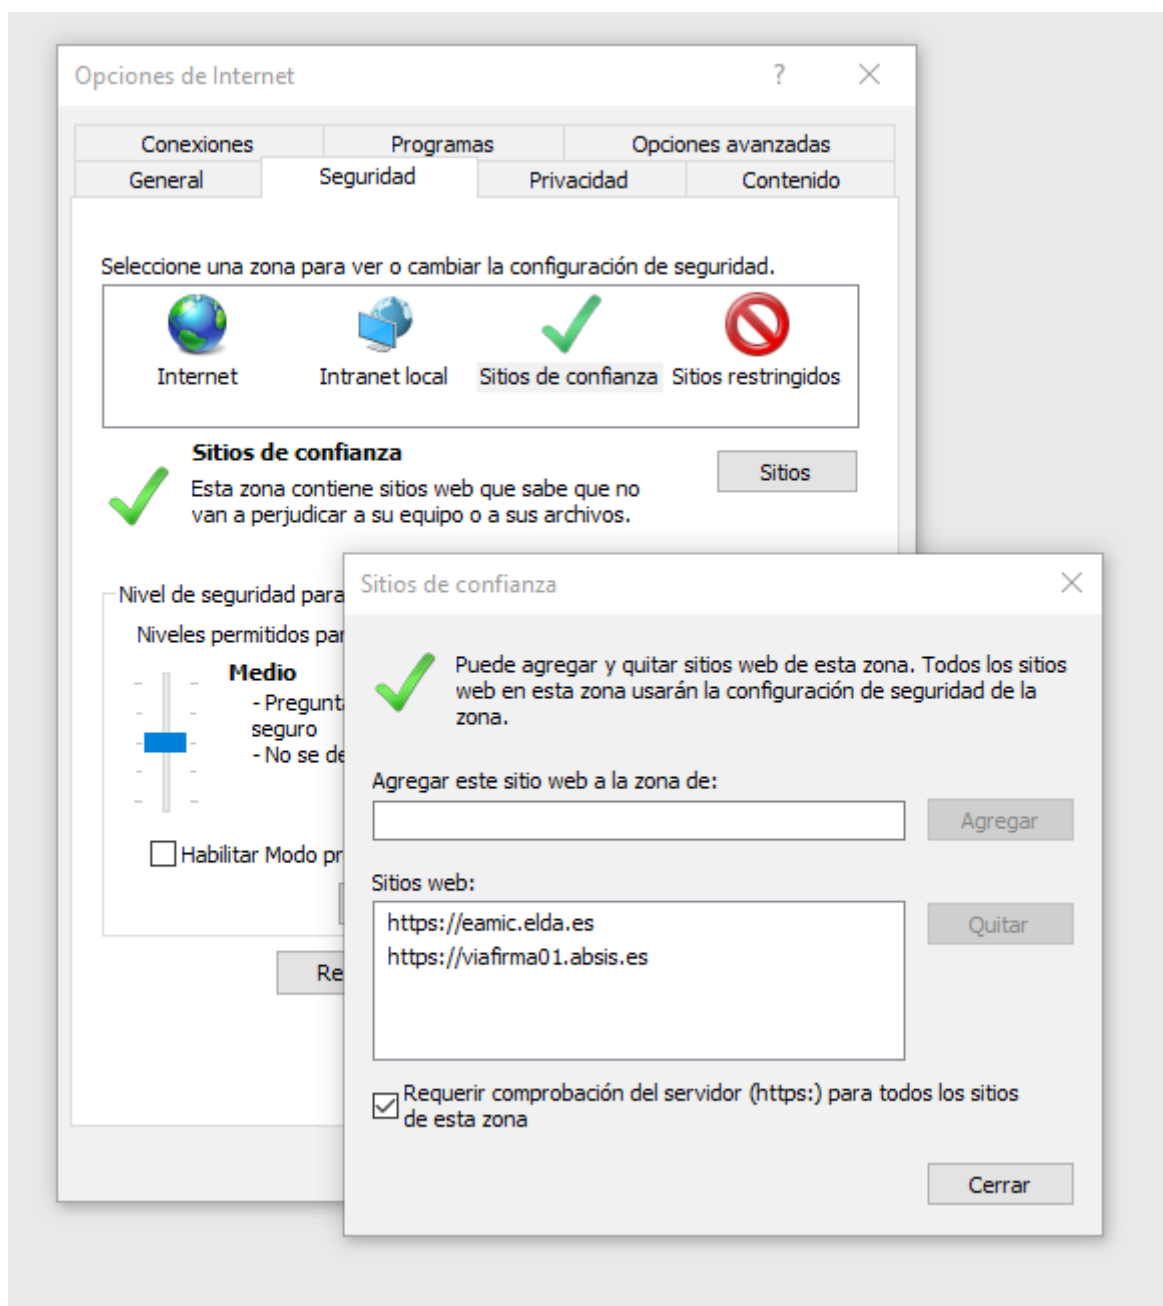 Opciones de Internet
?
Conexiones Programas Opciones avanzadas
General Seguridad Privacidad Contenido
Seleccione una zona para ver o cambiar la configuración de seguridad.
Internet Intranet local Sitios de confianza Sitios restringidos
Sitios de confianza
Sitios
Esta zona contiene sitios web que sabe que no
van a perjudicar a su equipo o a sus archivos.
Nivel de seguridad para
Niveles permitidos
Medio
-
seguro
- No se
Habilitar Modo
Sitios de confianza
Puede agregar y quitar sitios web de esta zona. Todos los sitios
web en esta zona usarán la configuración de seguridad de la
zona.
Agregar este sitio web a la zona de:
Agregar
Sitios web:
https://eamic.elda.es
https://viafirma01.absis.es
Quitar
Requerir comprobación del servidor (https:) para todos los sitios
de esta zona
Cerrar